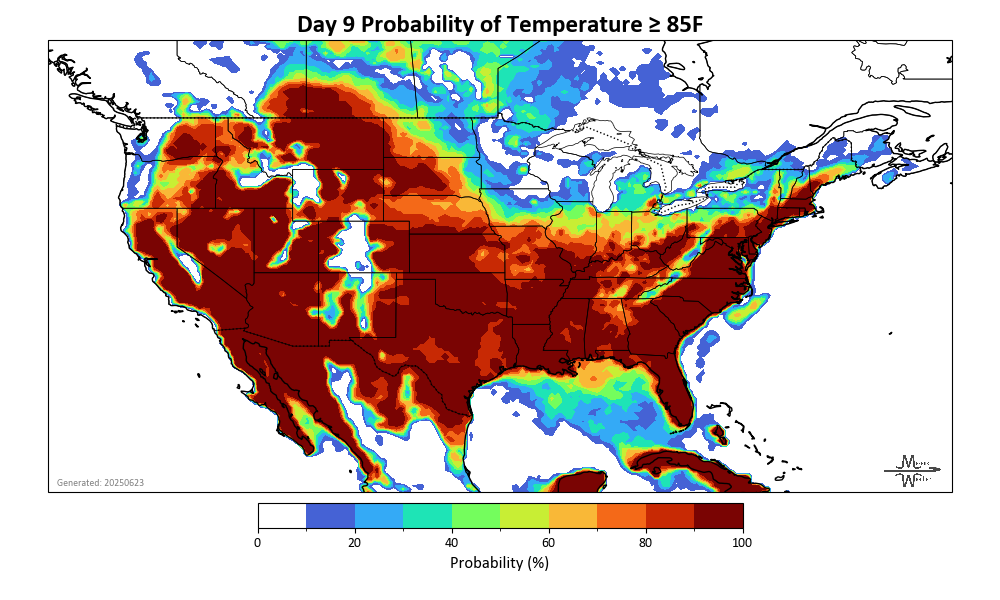 Day 9 Probability of Temperature ≥ 85F
Generated: 20250623
0 20 40 60 80 100
Probability (%)